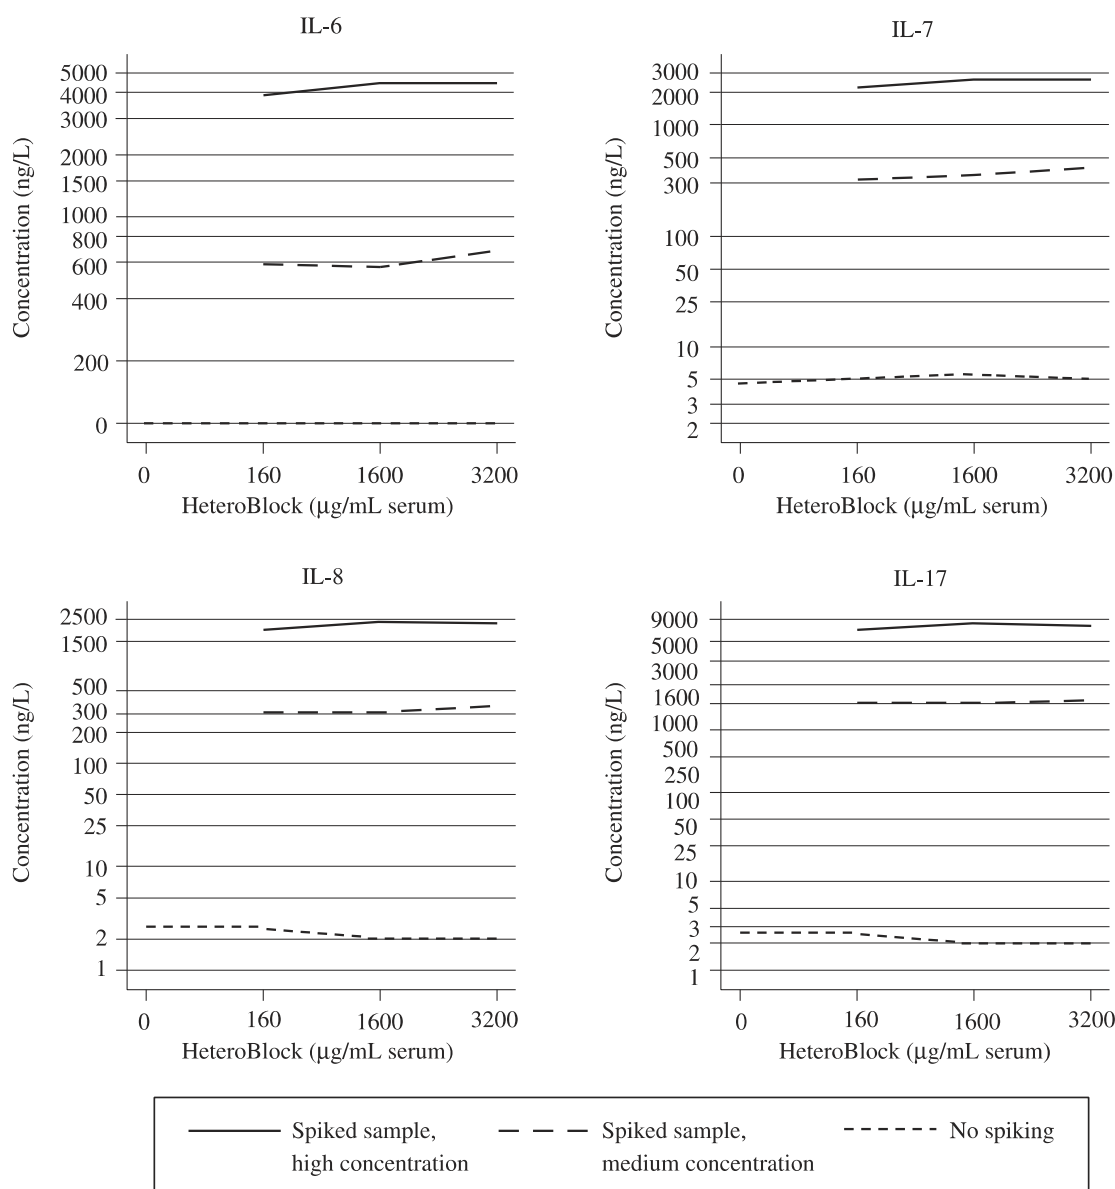 IL-6
Concentration (ng/L)
5000
4000
3000
2000
1500
1000
800
600
400
200
0
0 160 1600 3200
HeteroBlock (µg/mL serum)
IL-7
Concentration (ng/L)
3000
2000
1000
500
300
100
50
25
10
5
3
2
0 160 1600 3200
HeteroBlock (µg/mL serum)
IL-8
Concentration (ng/L)
2500
1500
500
300
200
100
50
25
10
5
2
1
0 160 1600 3200
HeteroBlock (µg/mL serum)
IL-17
Concentration (ng/L)
9000
5000
3000
1600
1000
500
250
100
50
25
10
5
3
2
1
0 160 1600 3200
HeteroBlock (µg/mL serum)
Spiked sample,
high concentration
Spiked sample,
medium concentration
No spiking